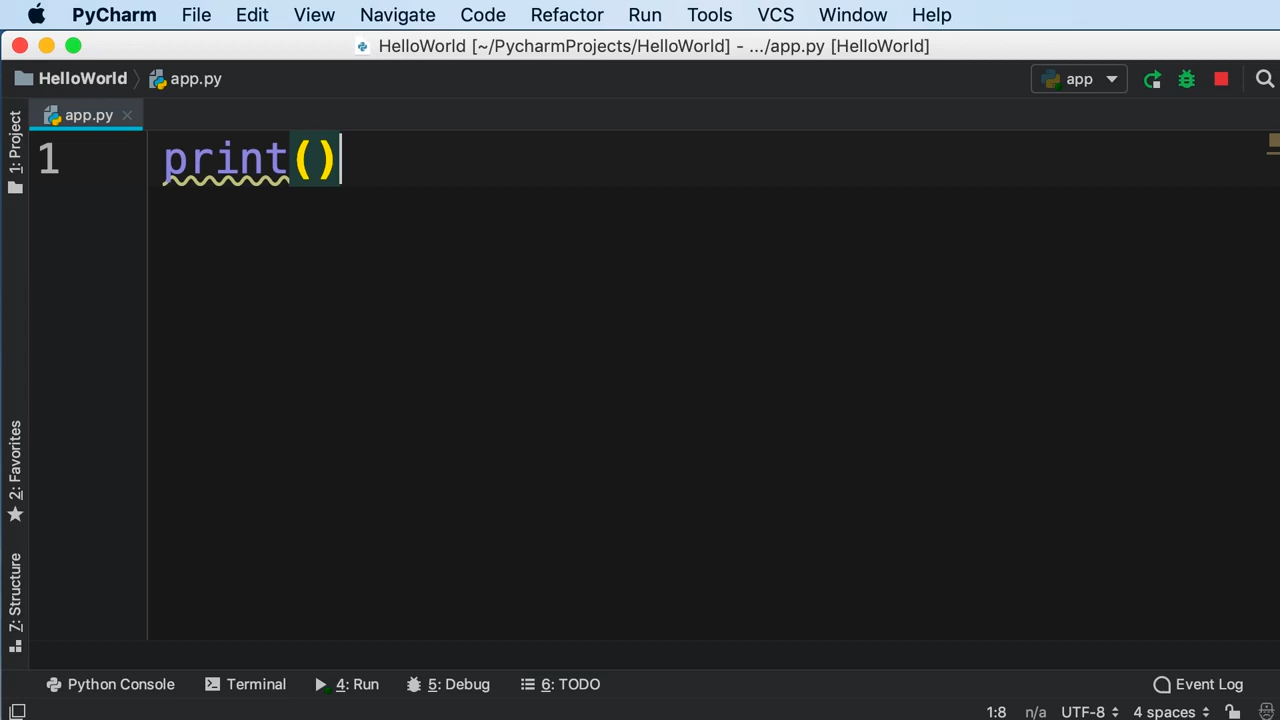 PyCharm File Edit View Navigate Code Refactor Run Tools VCS Window Help
HelloWorld [~/PycharmProjects/HelloWorld] - .../app.py [HelloWorld]
HelloWorld app.py app
app.py
1: Project
1 print()
2: Favorites
7: Structure
Python Console Terminal 4: Run 5: Debug 6: TODO Event Log
1:8 n/a UTF-8 4 spaces